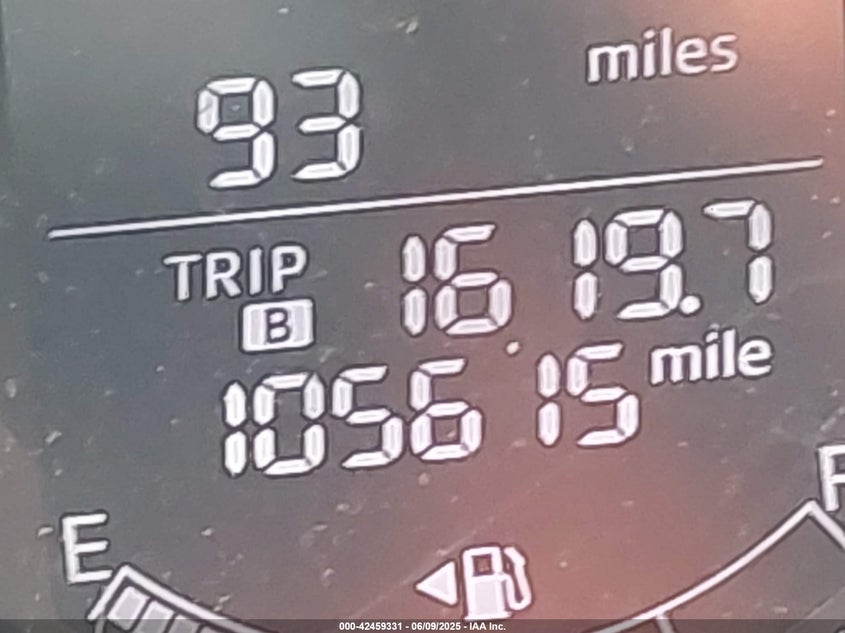 93 miles
TRIP B 1619.7
105615 mile
E F
000-42459331 - 06/09/2025 - IAA Inc.